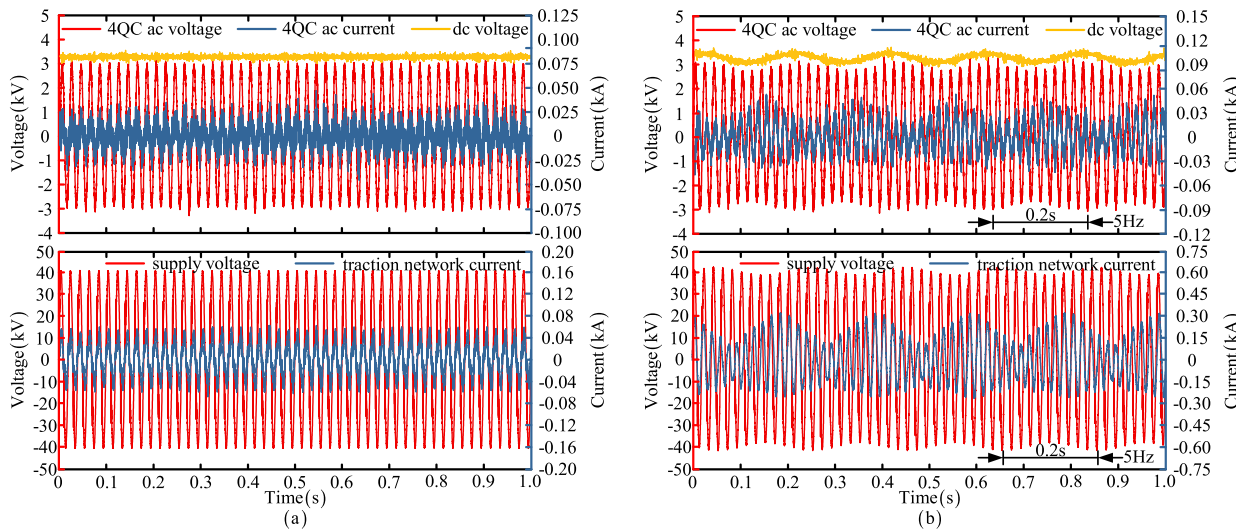 4QC ac voltage 4QC ac current dc voltage
5 4 3 2 1 0 -1 -2 -3 -4
Voltage(kV)
0.125 0.100 0.075 0.050 0.025 0 -0.025 -0.050 -0.075 -0.100
Current(kA)
supply voltage traction network current
50 40 30 20 10 0 -10 -20 -30 -40 -50
Voltage(kV)
0.20 0.16 0.12 0.08 0.04 0 -0.04 -0.08 -0.12 -0.16 -0.20
Current(kA)
0 0.1 0.2 0.3 0.4 0.5 0.6 0.7 0.8 0.9 1.0
Time(s)
(a)
4QC ac voltage 4QC ac current dc voltage
5 4 3 2 1 0 -1 -2 -3 -4
Voltage(kV)
0.15 0.12 0.09 0.06 0.03 0 -0.03 -0.06 -0.09 -0.12
Current(kA)
0.2s 5Hz
supply voltage traction network current
50 40 30 20 10 0 -10 -20 -30 -40 -50
Voltage(kV)
0.75 0.60 0.45 0.30 0.15 0 -0.15 -0.30 -0.45 -0.60 -0.75
Current(kA)
0.2s 5Hz
0 0.1 0.2 0.3 0.4 0.5 0.6 0.7 0.8 0.9 1.0
Time(s)
(b)